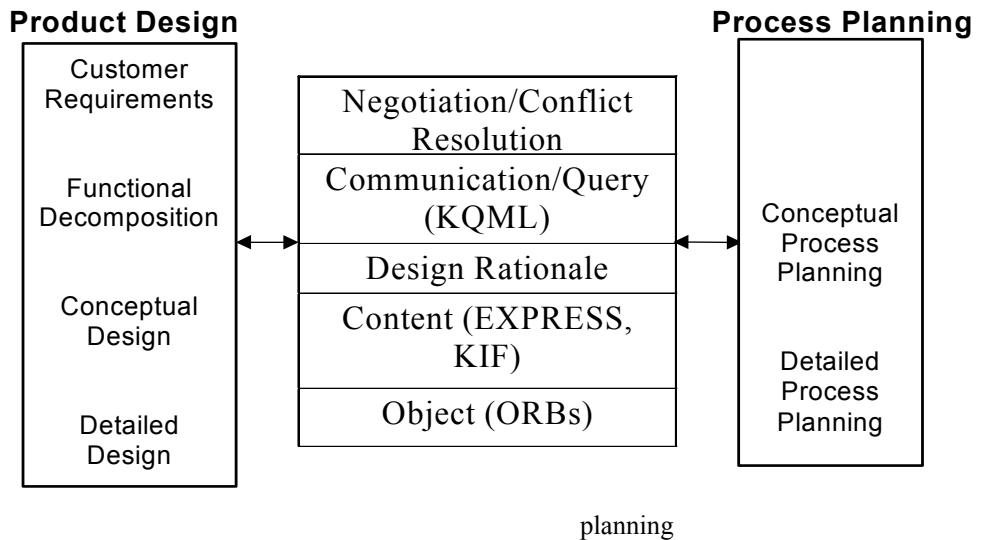 Product Design
Customer
Requirements
Functional
Decomposition
Conceptual
Design
Detailed
Design
Negotiation/Conflict
Resolution
Communication/Query
(KQML)
Design Rationale
Content (EXPRESS,
KIF)
Object (ORBs)
Process Planning
Conceptual
Process
Planning
Detailed
Process
Planning
planning